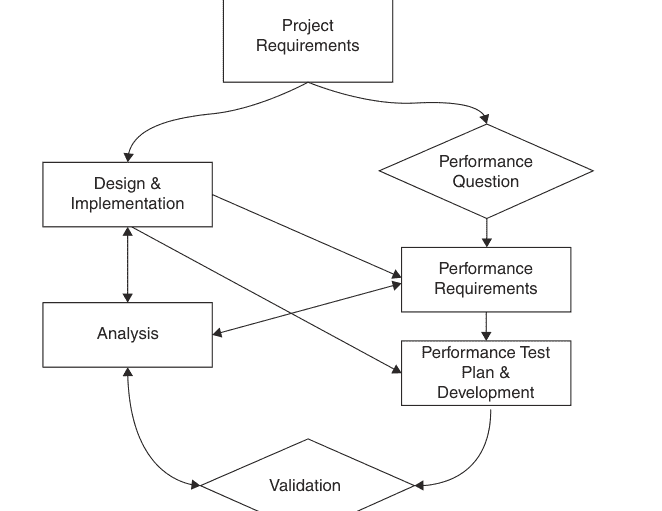 Project
Requirements
Design &
Implementation
Performance
Question
Performance
Requirements
Analysis
Performance Test
Plan &
Development
Validation